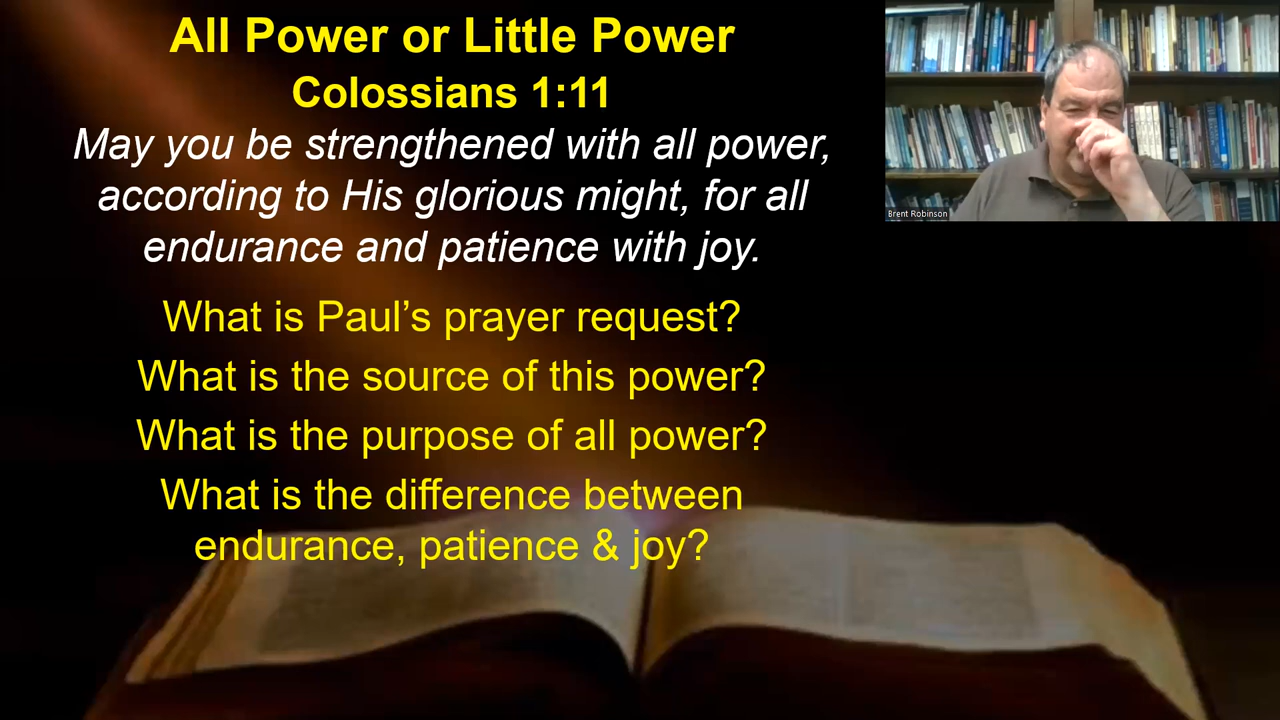 All Power or Little Power
Colossians 1:11
May you be strengthened with all power,
according to His glorious might, for all
endurance and patience with joy.
What is Paul’s prayer request?
What is the source of this power?
What is the purpose of all power?
What is the difference between
endurance, patience & joy?
Brent Robinson